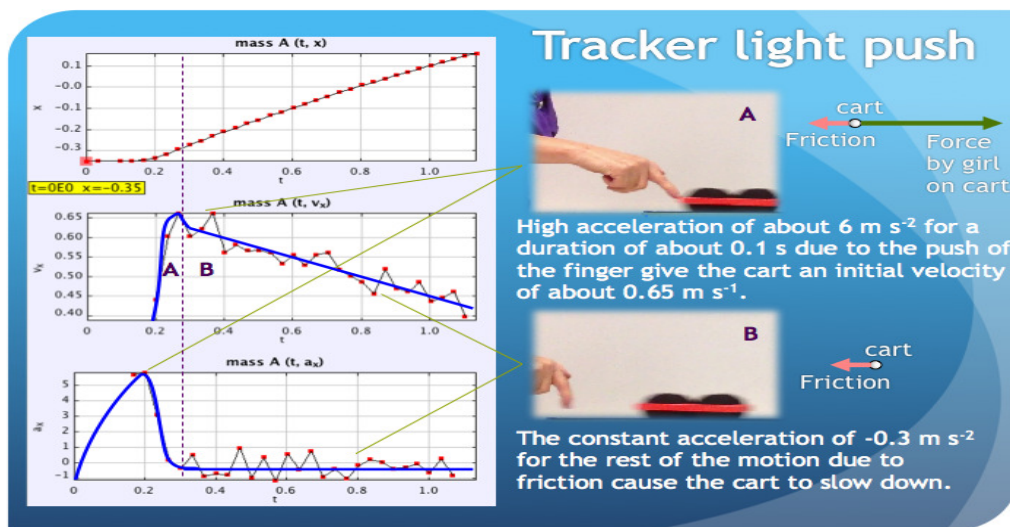 Tracker light push
mass A (t, x)
0.1
-0.0
-0.1
-0.2
-0.3
x
0 0.2 0.4 0.6 0.8 1.0
t
t=0E0 x=-0.35
mass A (t, vx)
0.65
0.60
0.55
0.50
0.45
0.40
vx
A B
0 0.2 0.4 0.6 0.8 1.0
t
mass A (t, ax)
5
4
3
2
1
0
-1
ax
0 0.2 0.4 0.6 0.8 1.0
t
A
cart
Friction
Force
by girl
on cart
High acceleration of about 6 m s-2 for a
duration of about 0.1 s due to the push of
the finger give the cart an initial velocity
of about 0.65 m s-1.
B
cart
Friction
The constant acceleration of -0.3 m s-2
for the rest of the motion due to
friction cause the cart to slow down.